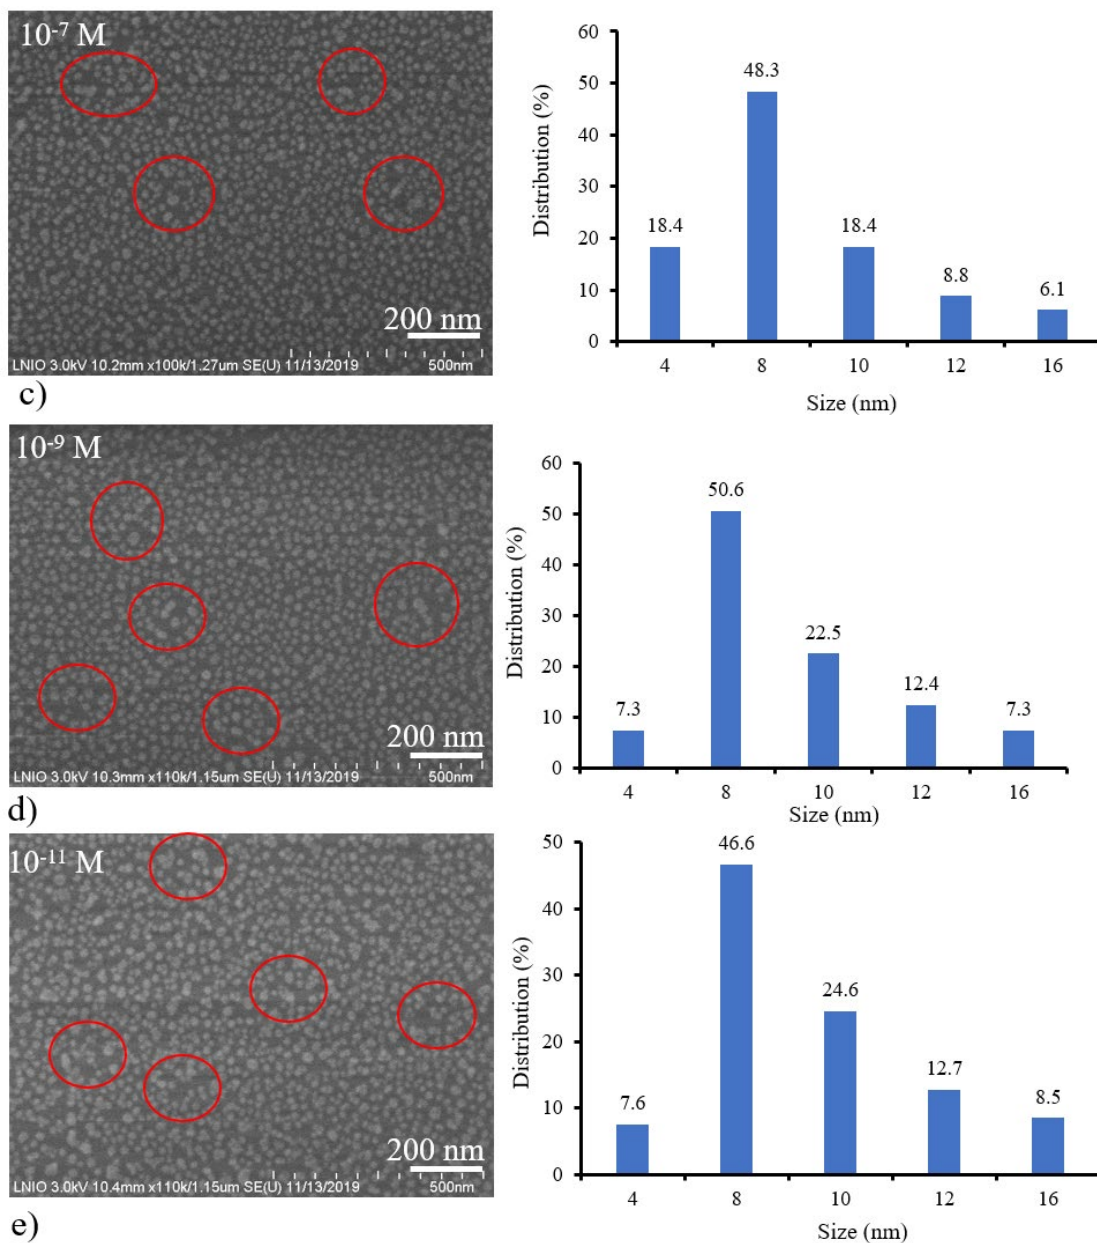 10⁻⁷ M
200 nm
LNIO 3.0kV 10.2mm x100k/1.27um SE(U) 11/13/2019
500nm
c)
60
50
40
30
20
10
0
Distribution (%)
18.4
48.3
18.4
8.8
6.1
4 8 10 12 16
Size (nm)
10⁻⁹ M
200 nm
LNIO 3.0kV 10.3mm x110k/1.15um SE(U) 11/13/2019
500nm
d)
60
50
40
30
20
10
0
Distribution (%)
7.3
50.6
22.5
12.4
7.3
4 8 10 12 16
Size (nm)
10⁻¹¹ M
200 nm
LNIO 3.0kV 10.4mm x110k/1.15um SE(U) 11/13/2019
500nm
e)
50
40
30
20
10
0
Distribution (%)
7.6
46.6
24.6
12.7
8.5
4 8 10 12 16
Size (nm)